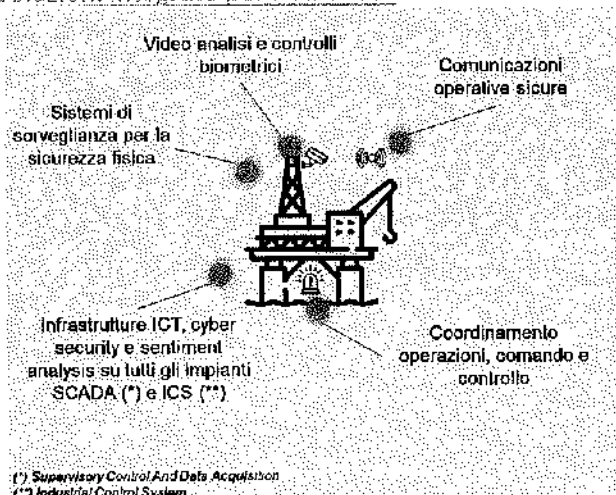 Video analisi e controlli
biometrici
Comunicazioni
operative sicure
Sistemi di
sorveglianza per la
sicurezza fisica
Infrastrutture ICT, cyber
security e sentiment
analysis su tutti gli impianti
SCADA (*) e ICS (**)
Coordinamento
operazioni, comando e
controllo
(*) Supervisory Control And Data Acquisition
(**) Industrial Control System